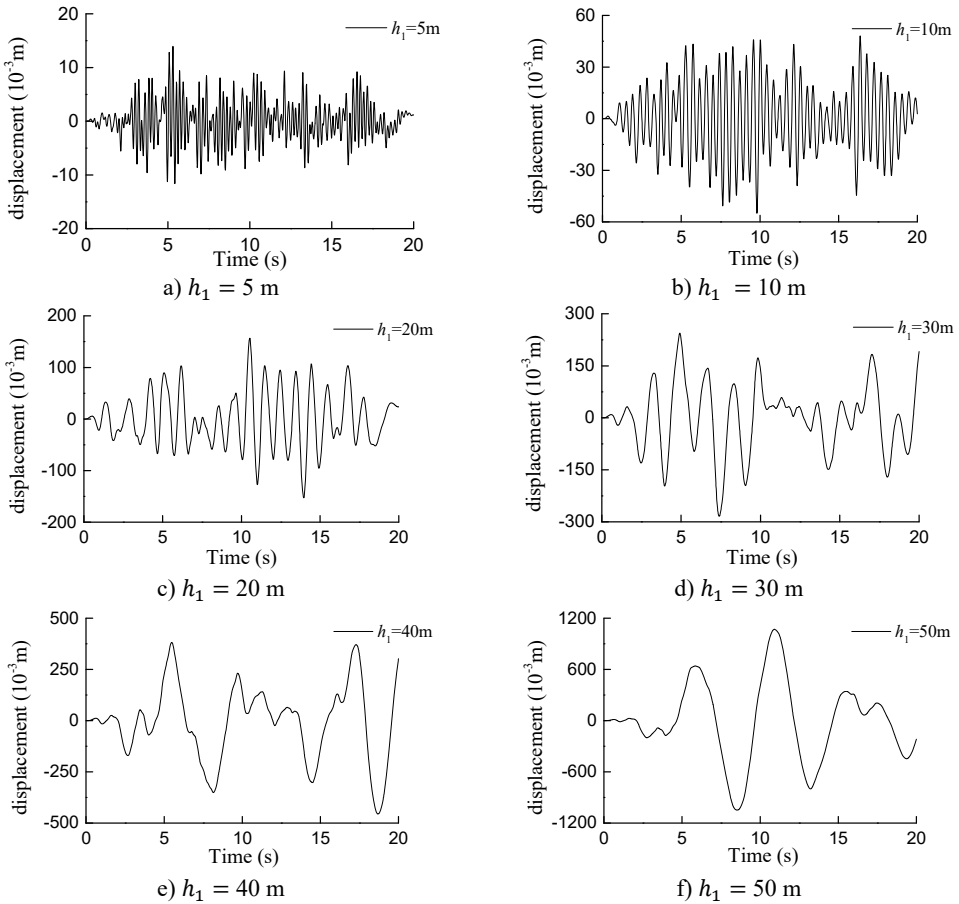 20
10
0
-10
-20
displacement (10⁻³m)
h₁=5m
0 5 10 15 20
Time (s)
a) h₁ = 5 m
60
30
0
-30
-60
displacement (10⁻³m)
h₁=10m
0 5 10 15 20
Time (s)
b) h₁ = 10 m
200
100
0
-100
-200
displacement (10⁻³m)
h₁=20m
0 5 10 15 20
Time (s)
c) h₁ = 20 m
300
150
0
-150
-300
displacement (10⁻³m)
h₁=30m
0 5 10 15 20
Time (s)
d) h₁ = 30 m
500
250
0
-250
-500
displacement (10⁻³m)
h₁=40m
0 5 10 15 20
Time (s)
e) h₁ = 40 m
1200
600
0
-600
-1200
displacement (10⁻³m)
h₁=50m
0 5 10 15 20
Time (s)
f) h₁ = 50 m